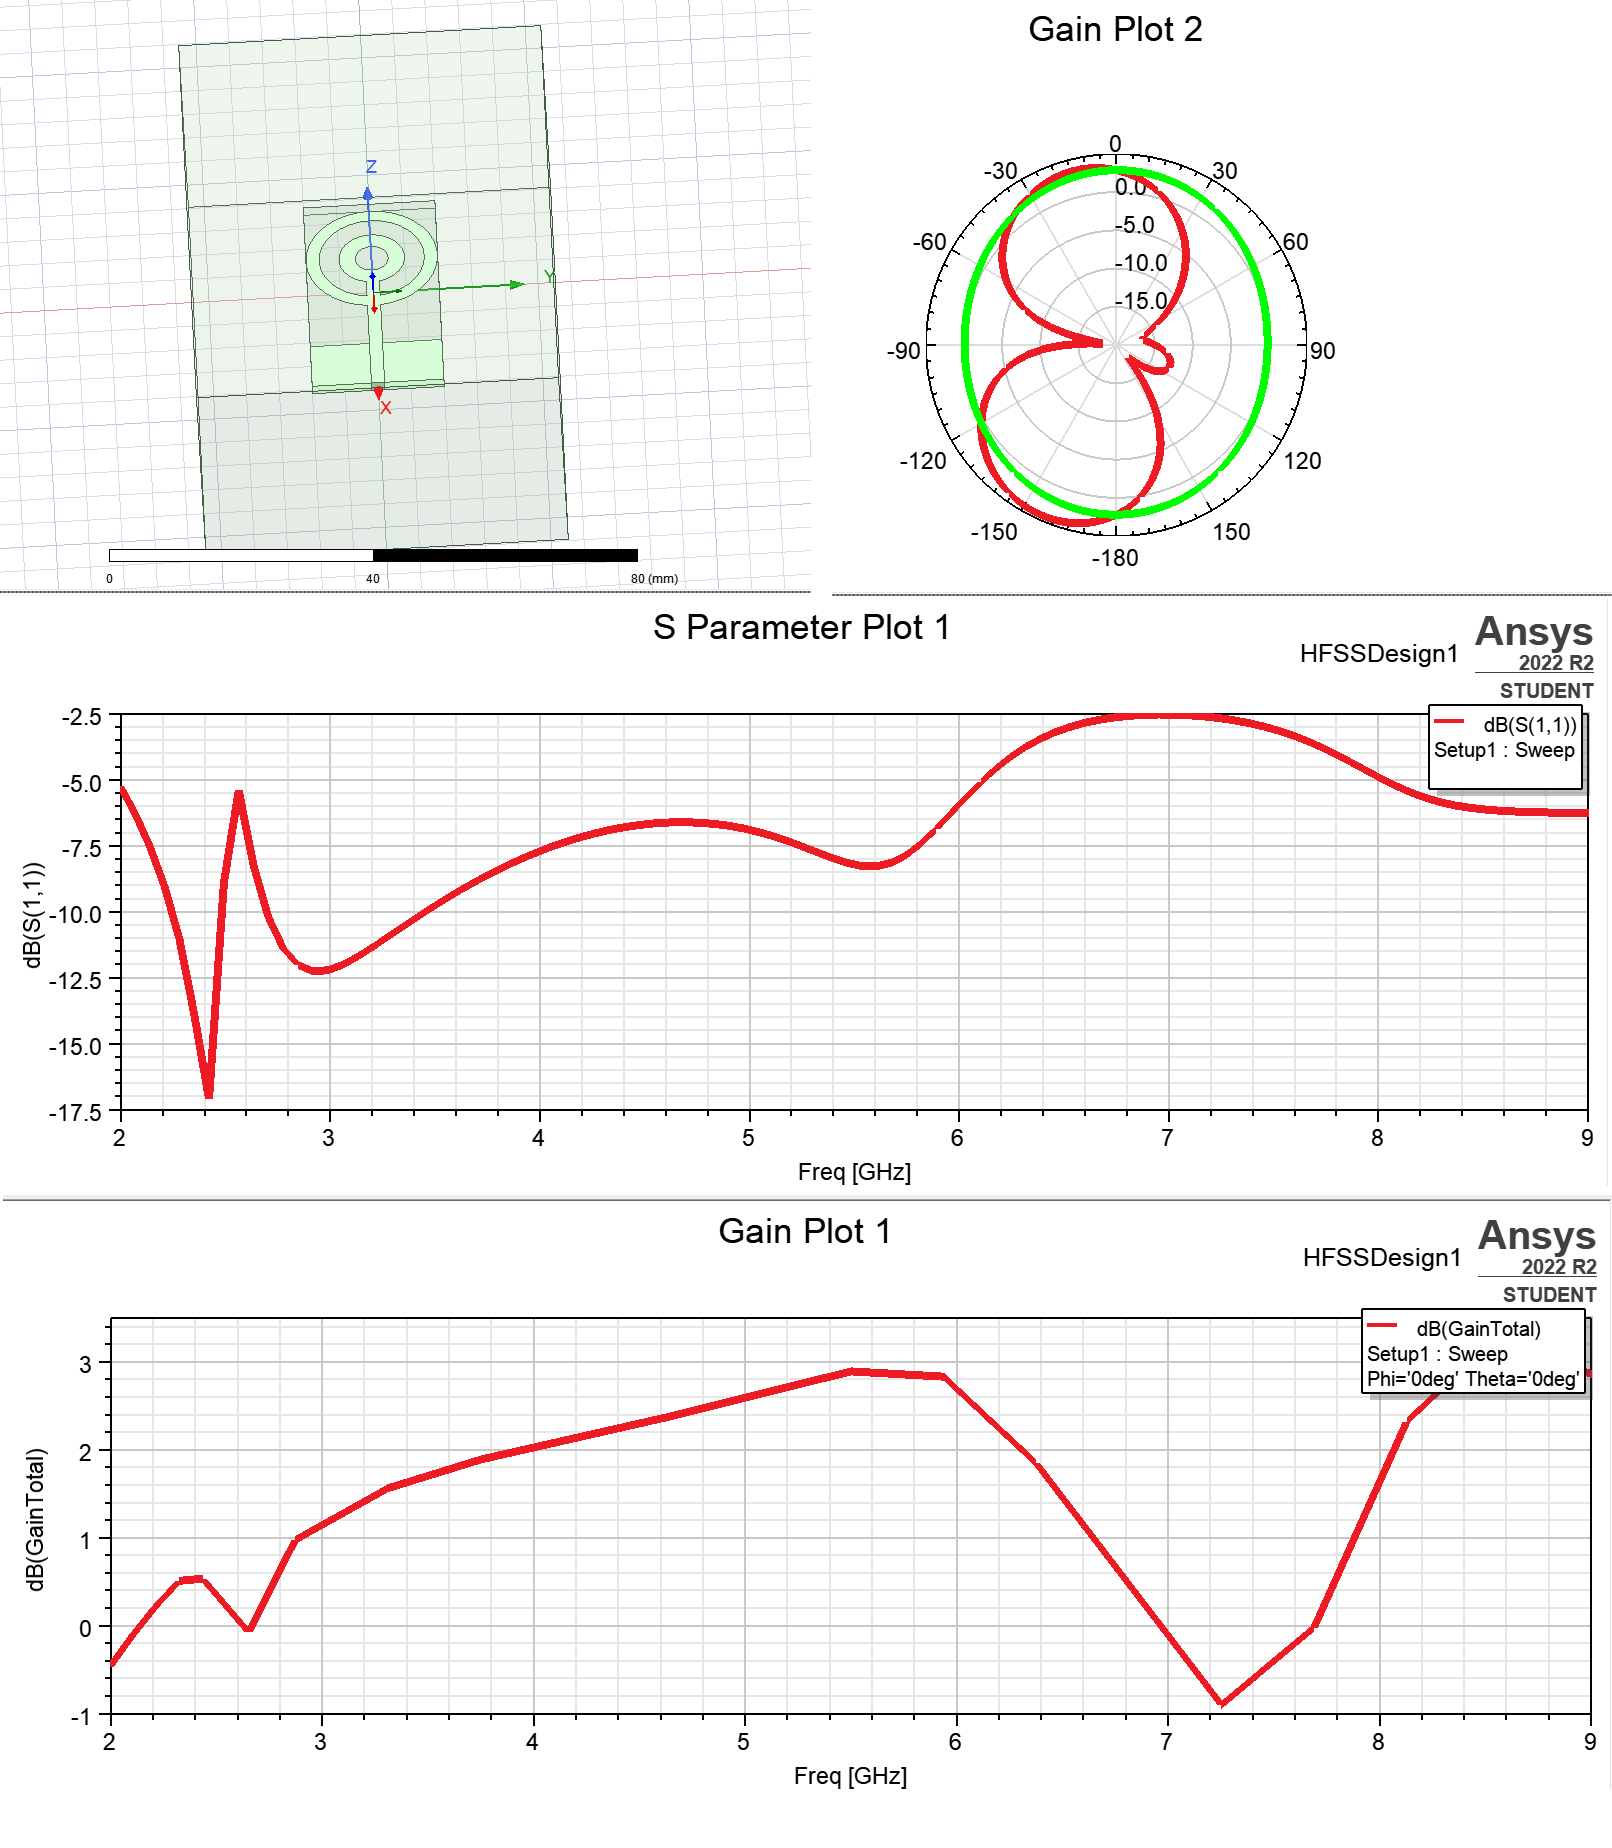 Z
Y
X
0
40
80 (mm)
Gain Plot 2
0
-30
30
0.0
-5.0
-60
60
-10.0
-15.0
-90
90
-120
120
-150
150
-180
S Parameter Plot 1
Ansys
HFSSDesign1
2022 R2
STUDENT
-2.5
dB(S(1,1))
Setup1 : Sweep
-5.0
-7.5
-10.0
-12.5
-15.0
-17.5
dB(S(1,1))
2 3 4 5 6 7 8 9
Freq [GHz]
Gain Plot 1
Ansys
HFSSDesign1
2022 R2
STUDENT
dB(GainTotal)
Setup1 : Sweep
Phi='0deg' Theta='0deg'
3
2
1
0
-1
dB(GainTotal)
2 3 4 5 6 7 8 9
Freq [GHz]